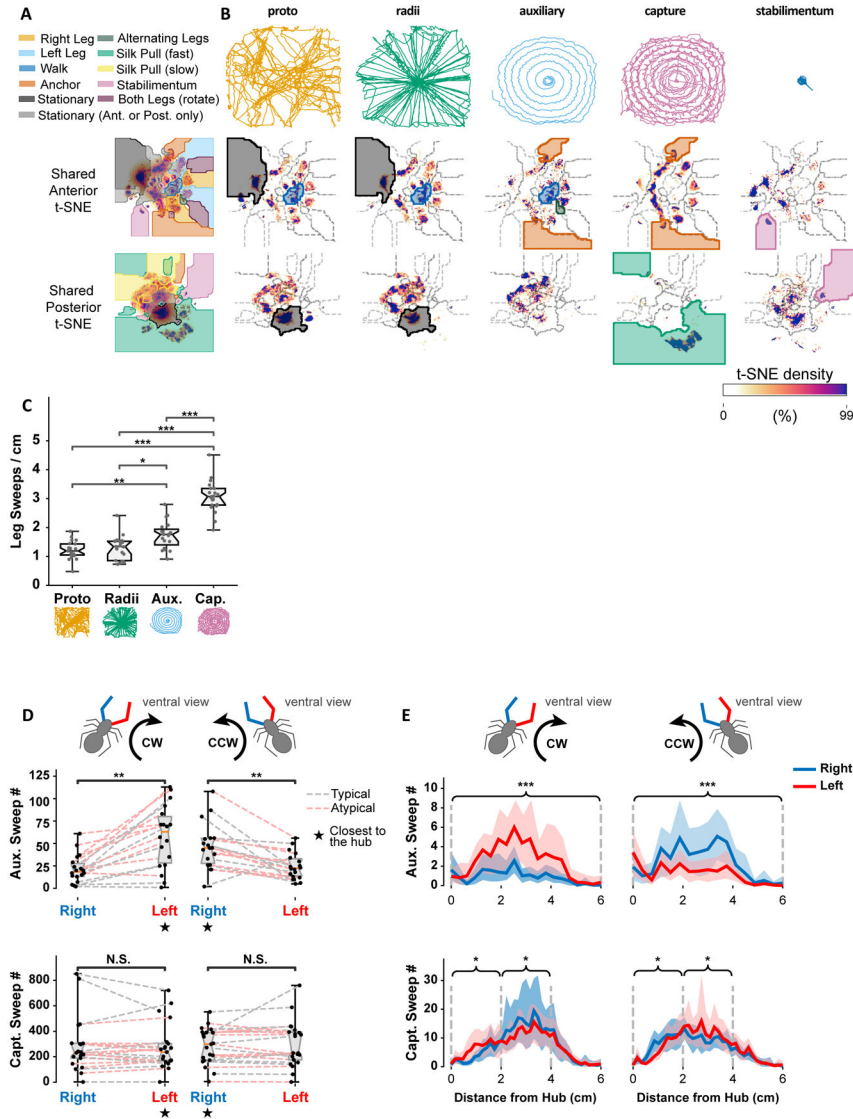 A
Right Leg
Left Leg
Walk
Anchor
Stationary
Stationary (Ant. or Post. only)
Alternating Legs
Silk Pull (fast)
Silk Pull (slow)
Stabilimentum
Both Legs (rotate)
Shared
Anterior
t-SNE
Shared
Posterior
t-SNE
B
proto radii auxiliary capture stabilimentum
t-SNE density
0 (%) 99
C
Leg Sweeps / cm
5
4
3
2
1
0
***
***
***
*
**
Proto Radii Aux. Cap.
D
ventral view
CW
CCW
ventral view
Aux. Sweep #
125
100
75
50
25
0
**
**
Typical
Atypical
★ Closest to
the hub
Right Left Right Left
★ ★
Capt. Sweep #
800
600
400
200
0
N.S.
N.S.
Right Left Right Left
★ ★
E
ventral view
CW
CCW
ventral view
Right
Left
Aux. Sweep #
10
8
6
4
2
0
***
***
0 2 4 6
0 2 4 6
Capt. Sweep #
30
20
10
0
* *
* *
0 2 4 6
0 2 4 6
Distance from Hub (cm) Distance from Hub (cm)